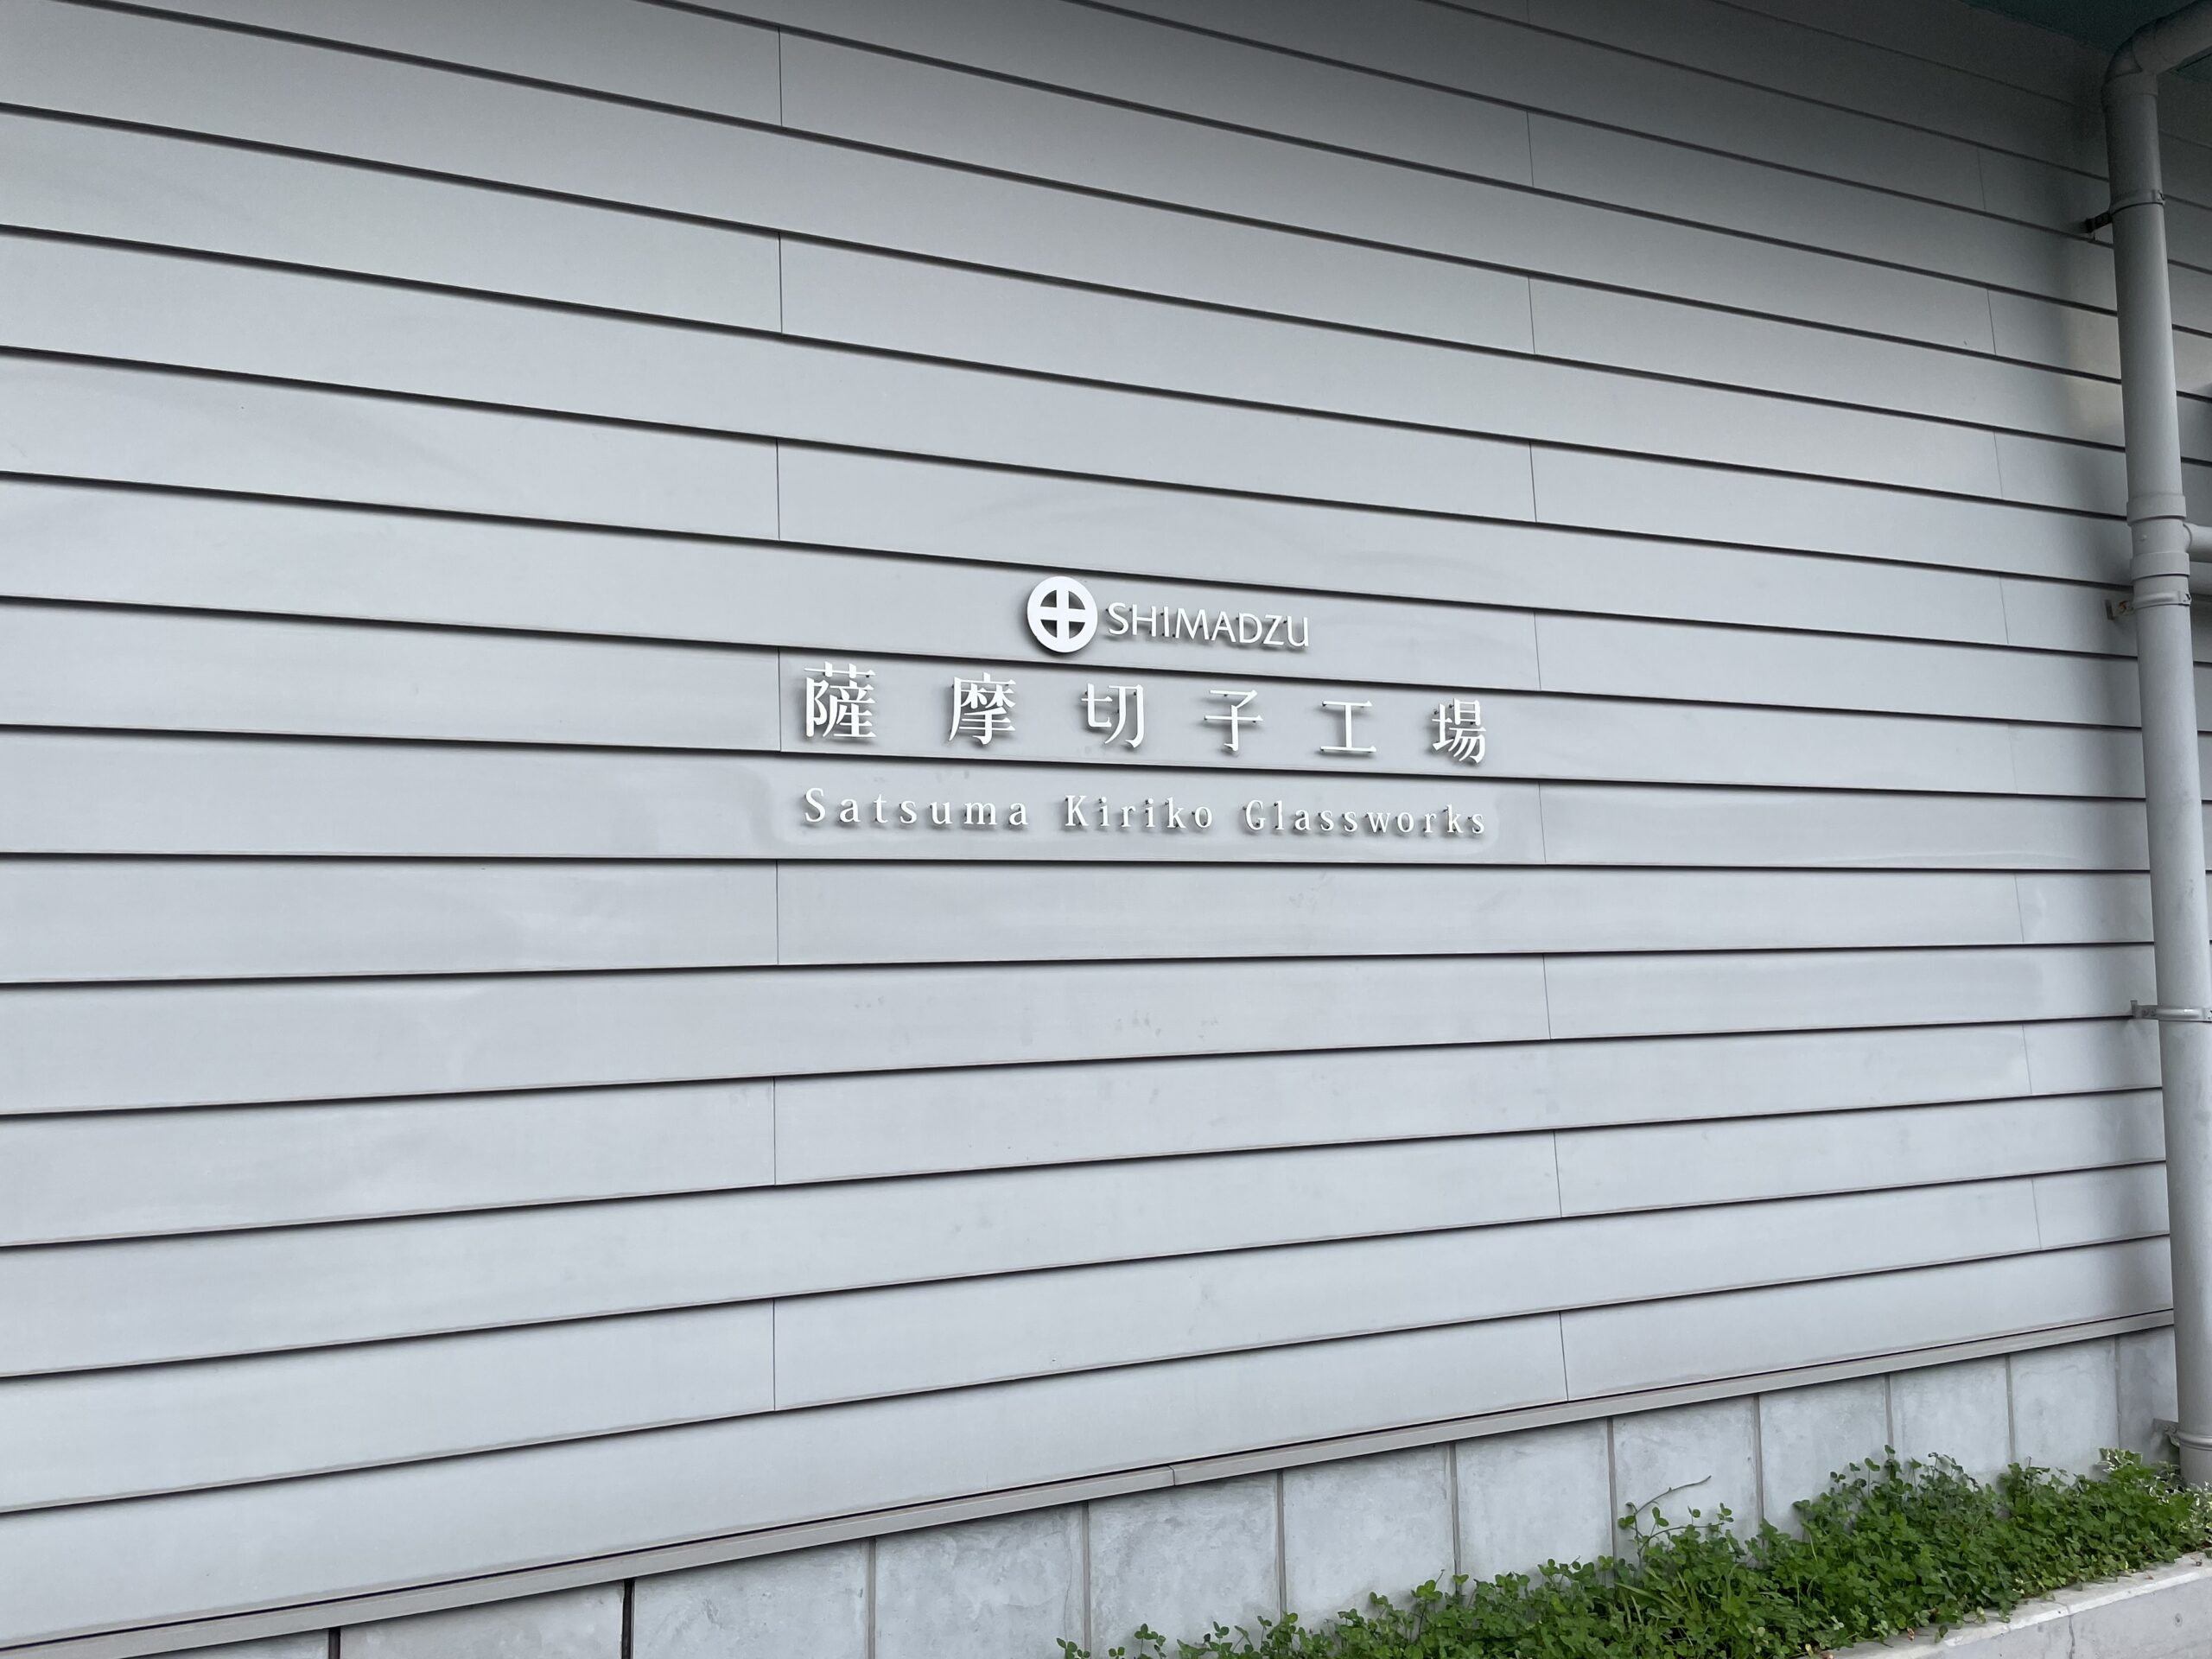 SHIMADZU
薩摩切子工場
Satsuma Kiriko Glassworks